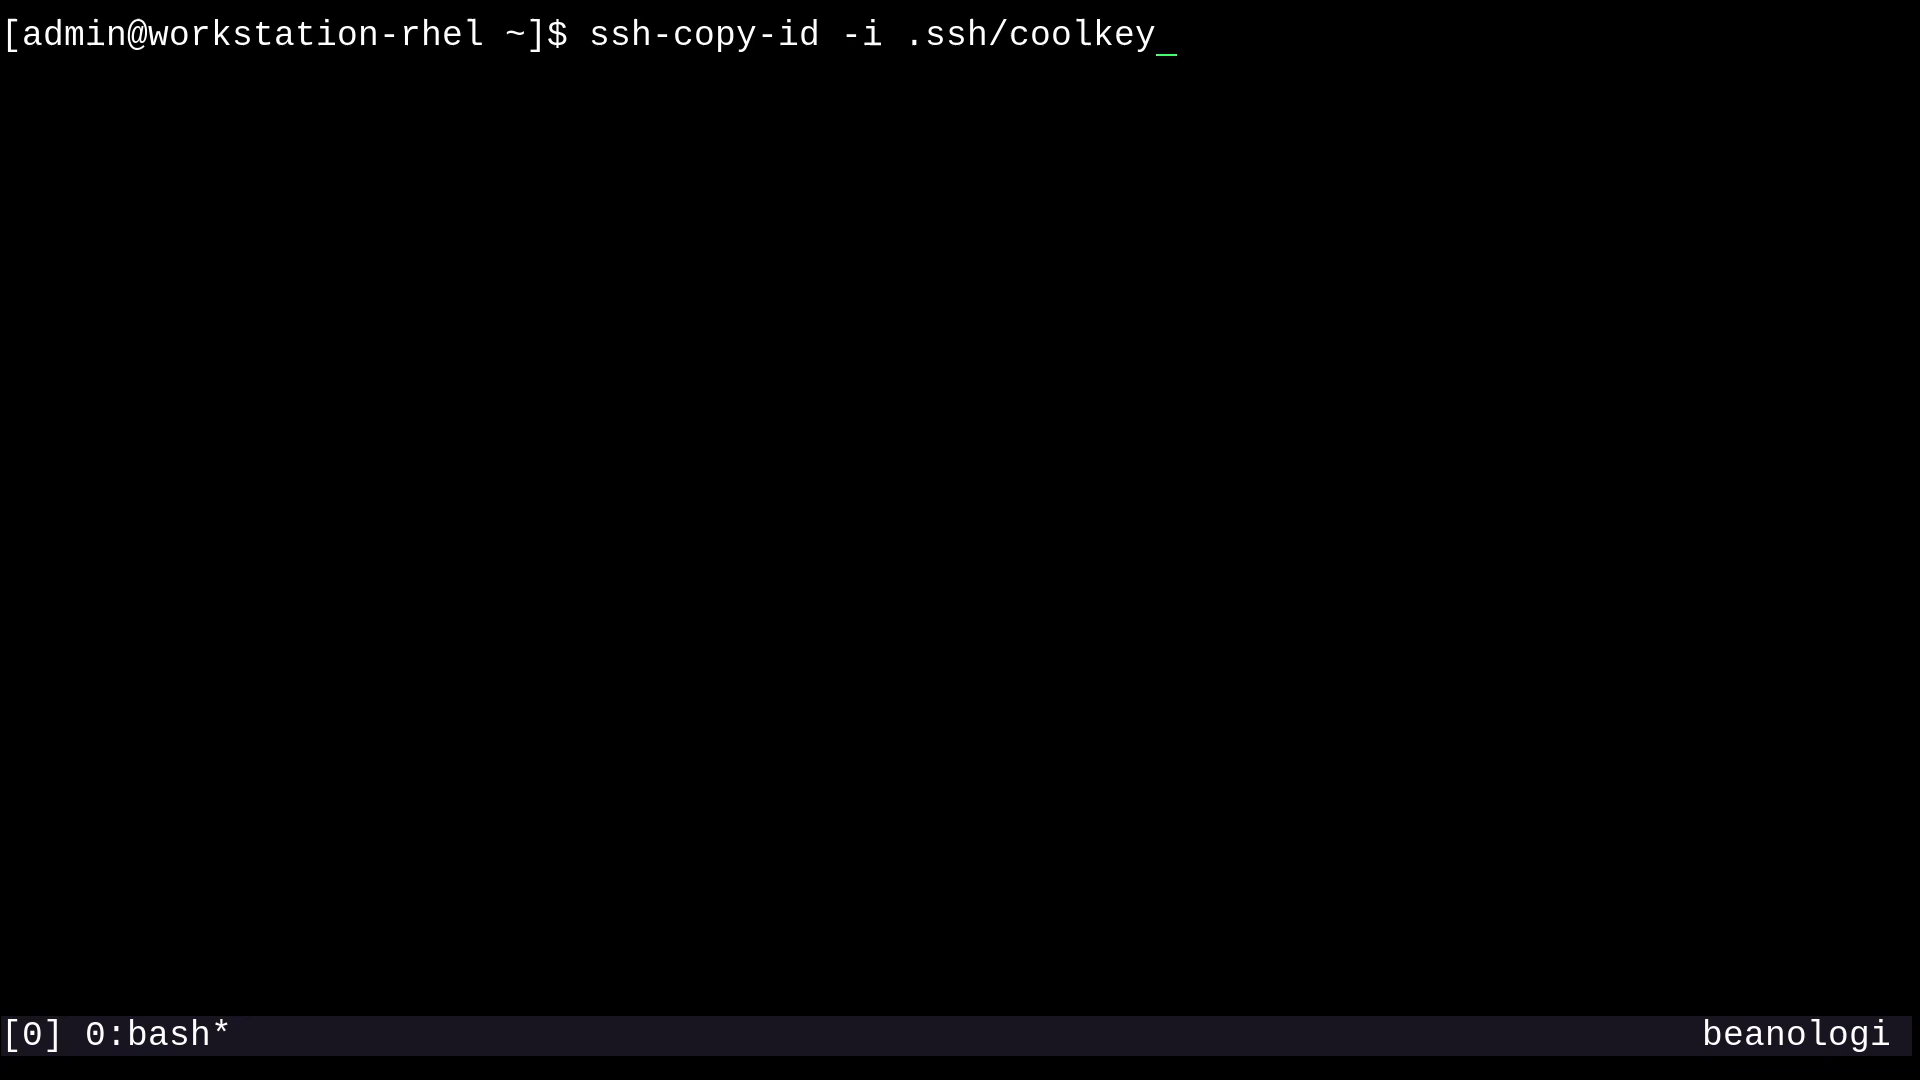 [admin@workstation-rhel ~]$ ssh-copy-id -i .ssh/coolkey
[0] 0:bash* beanologi